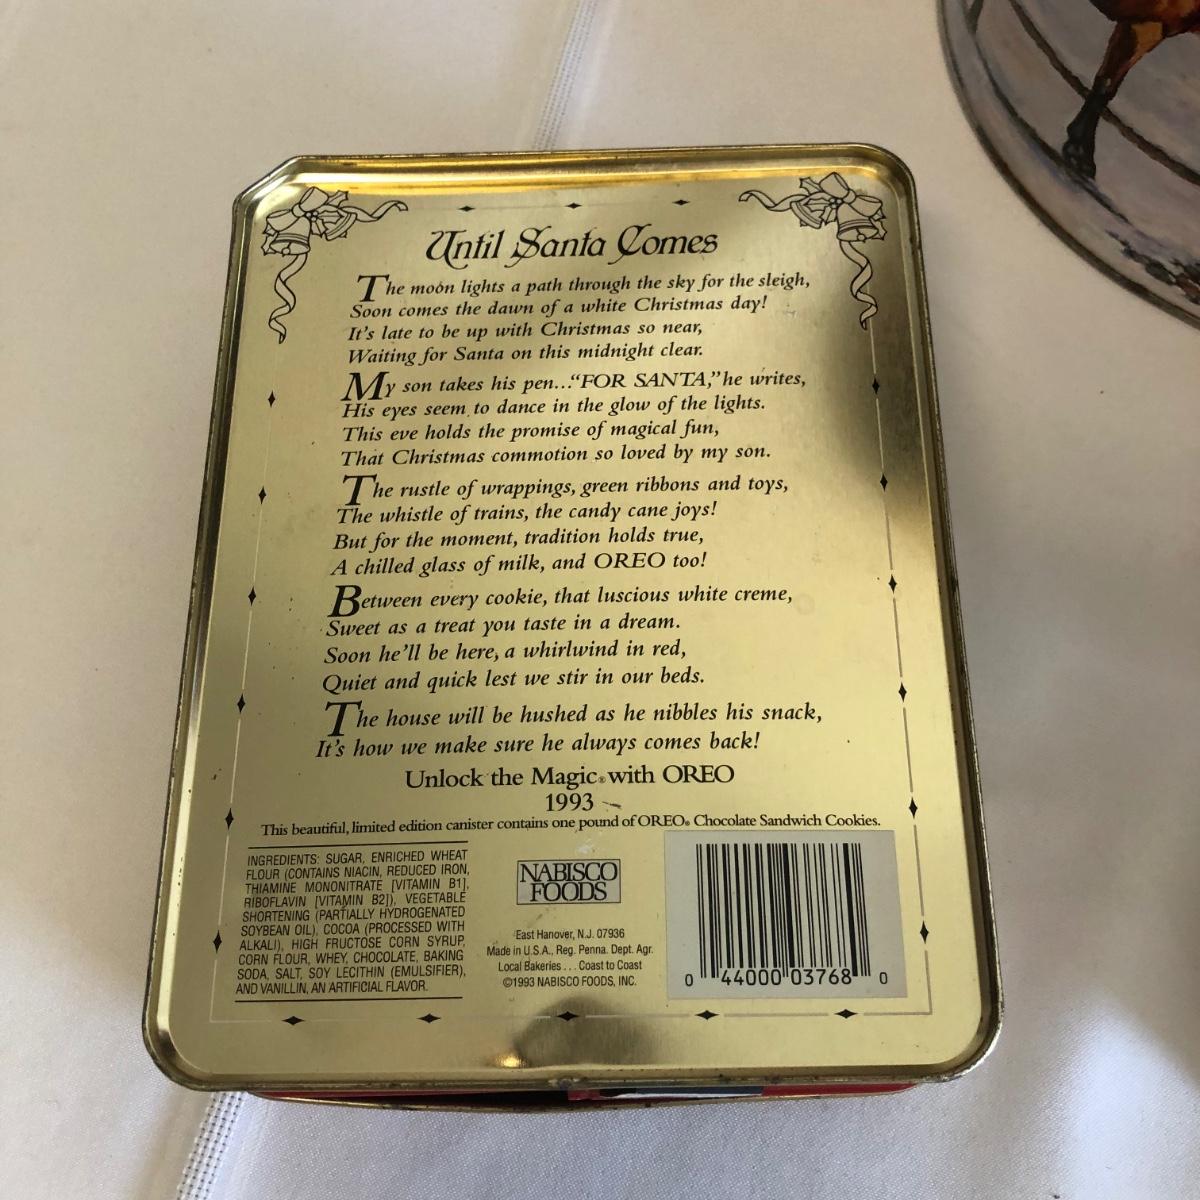 Until Santa Comes
The moon lights a path through the sky for the sleigh,
Soon comes the dawn of a white Christmas day!
It's late to be up with Christmas so near,
Waiting for Santa on this midnight clear.
My son takes his pen..."FOR SANTA," he writes,
His eyes seem to dance in the glow of the lights.
This eve holds the promise of magical fun,
That Christmas commotion so loved by my son.
The rustle of wrappings, green ribbons and toys,
The whistle of trains, the candy cane joys!
But for the moment, tradition holds true,
A chilled glass of milk, and OREO too!
Between every cookie, that luscious white creme,
Sweet as a treat you taste in a dream.
Soon he'll be here, a whirlwind in red,
Quiet and quick lest we stir in our beds.
The house will be hushed as he nibbles his snack,
It's how we make sure he always comes back!
Unlock the Magic® with OREO
1993
This beautiful, limited edition canister contains one pound of OREO® Chocolate Sandwich Cookies.
INGREDIENTS: SUGAR, ENRICHED WHEAT
FLOUR (CONTAINS NIACIN, REDUCED IRON,
THIAMINE MONONITRATE [VITAMIN B1],
RIBOFLAVIN [VITAMIN B2]), VEGETABLE
SHORTENING (PARTIALLY HYDROGENATED
SOYBEAN OIL), COCOA (PROCESSED WITH
ALKALI), HIGH FRUCTOSE CORN SYRUP,
CORN FLOUR, WHEY, CHOCOLATE, BAKING
SODA, SALT, SOY LECITHIN (EMULSIFIER),
AND VANILLIN, AN ARTIFICIAL FLAVOR.
NABISCO
FOODS
East Hanover, N.J. 07936
Made in U.S.A., Reg. Penna. Dept. Agr.
Local Bakeries . . . Coast to Coast
©1993 NABISCO FOODS, INC.
0 44000 03768 0